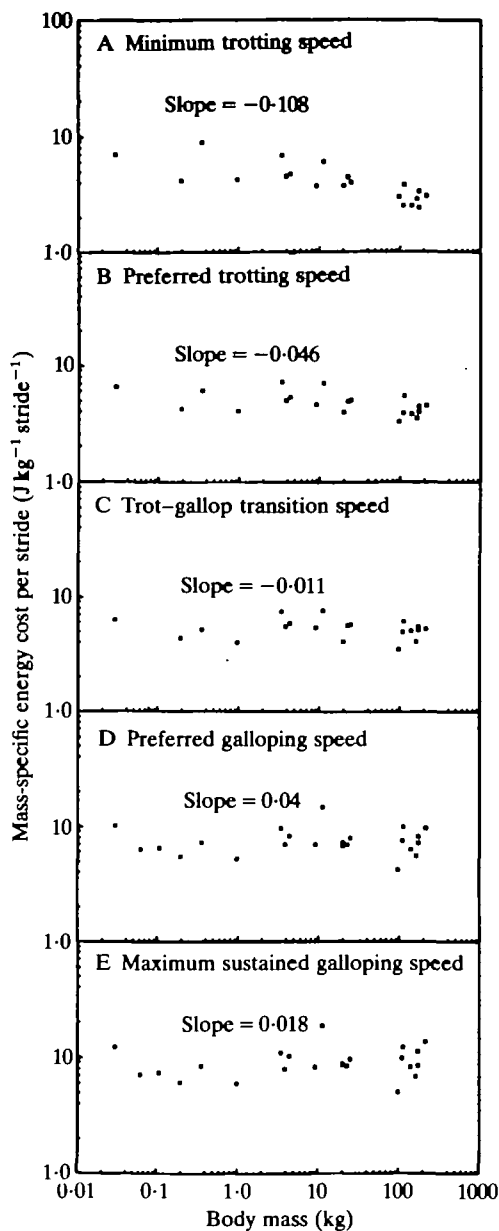 Mass-specific energy cost per stride (J kg⁻¹ stride⁻¹)
100
A Minimum trotting speed
Slope = −0·108
10
1·0
B Preferred trotting speed
Slope = −0·046
10
1·0
C Trot–gallop transition speed
Slope = −0·011
10
1·0
D Preferred galloping speed
Slope = 0·04
10
1·0
E Maximum sustained galloping speed
Slope = 0·018
10
1·0
0·01 0·1 1·0 10 100 1000
Body mass (kg)